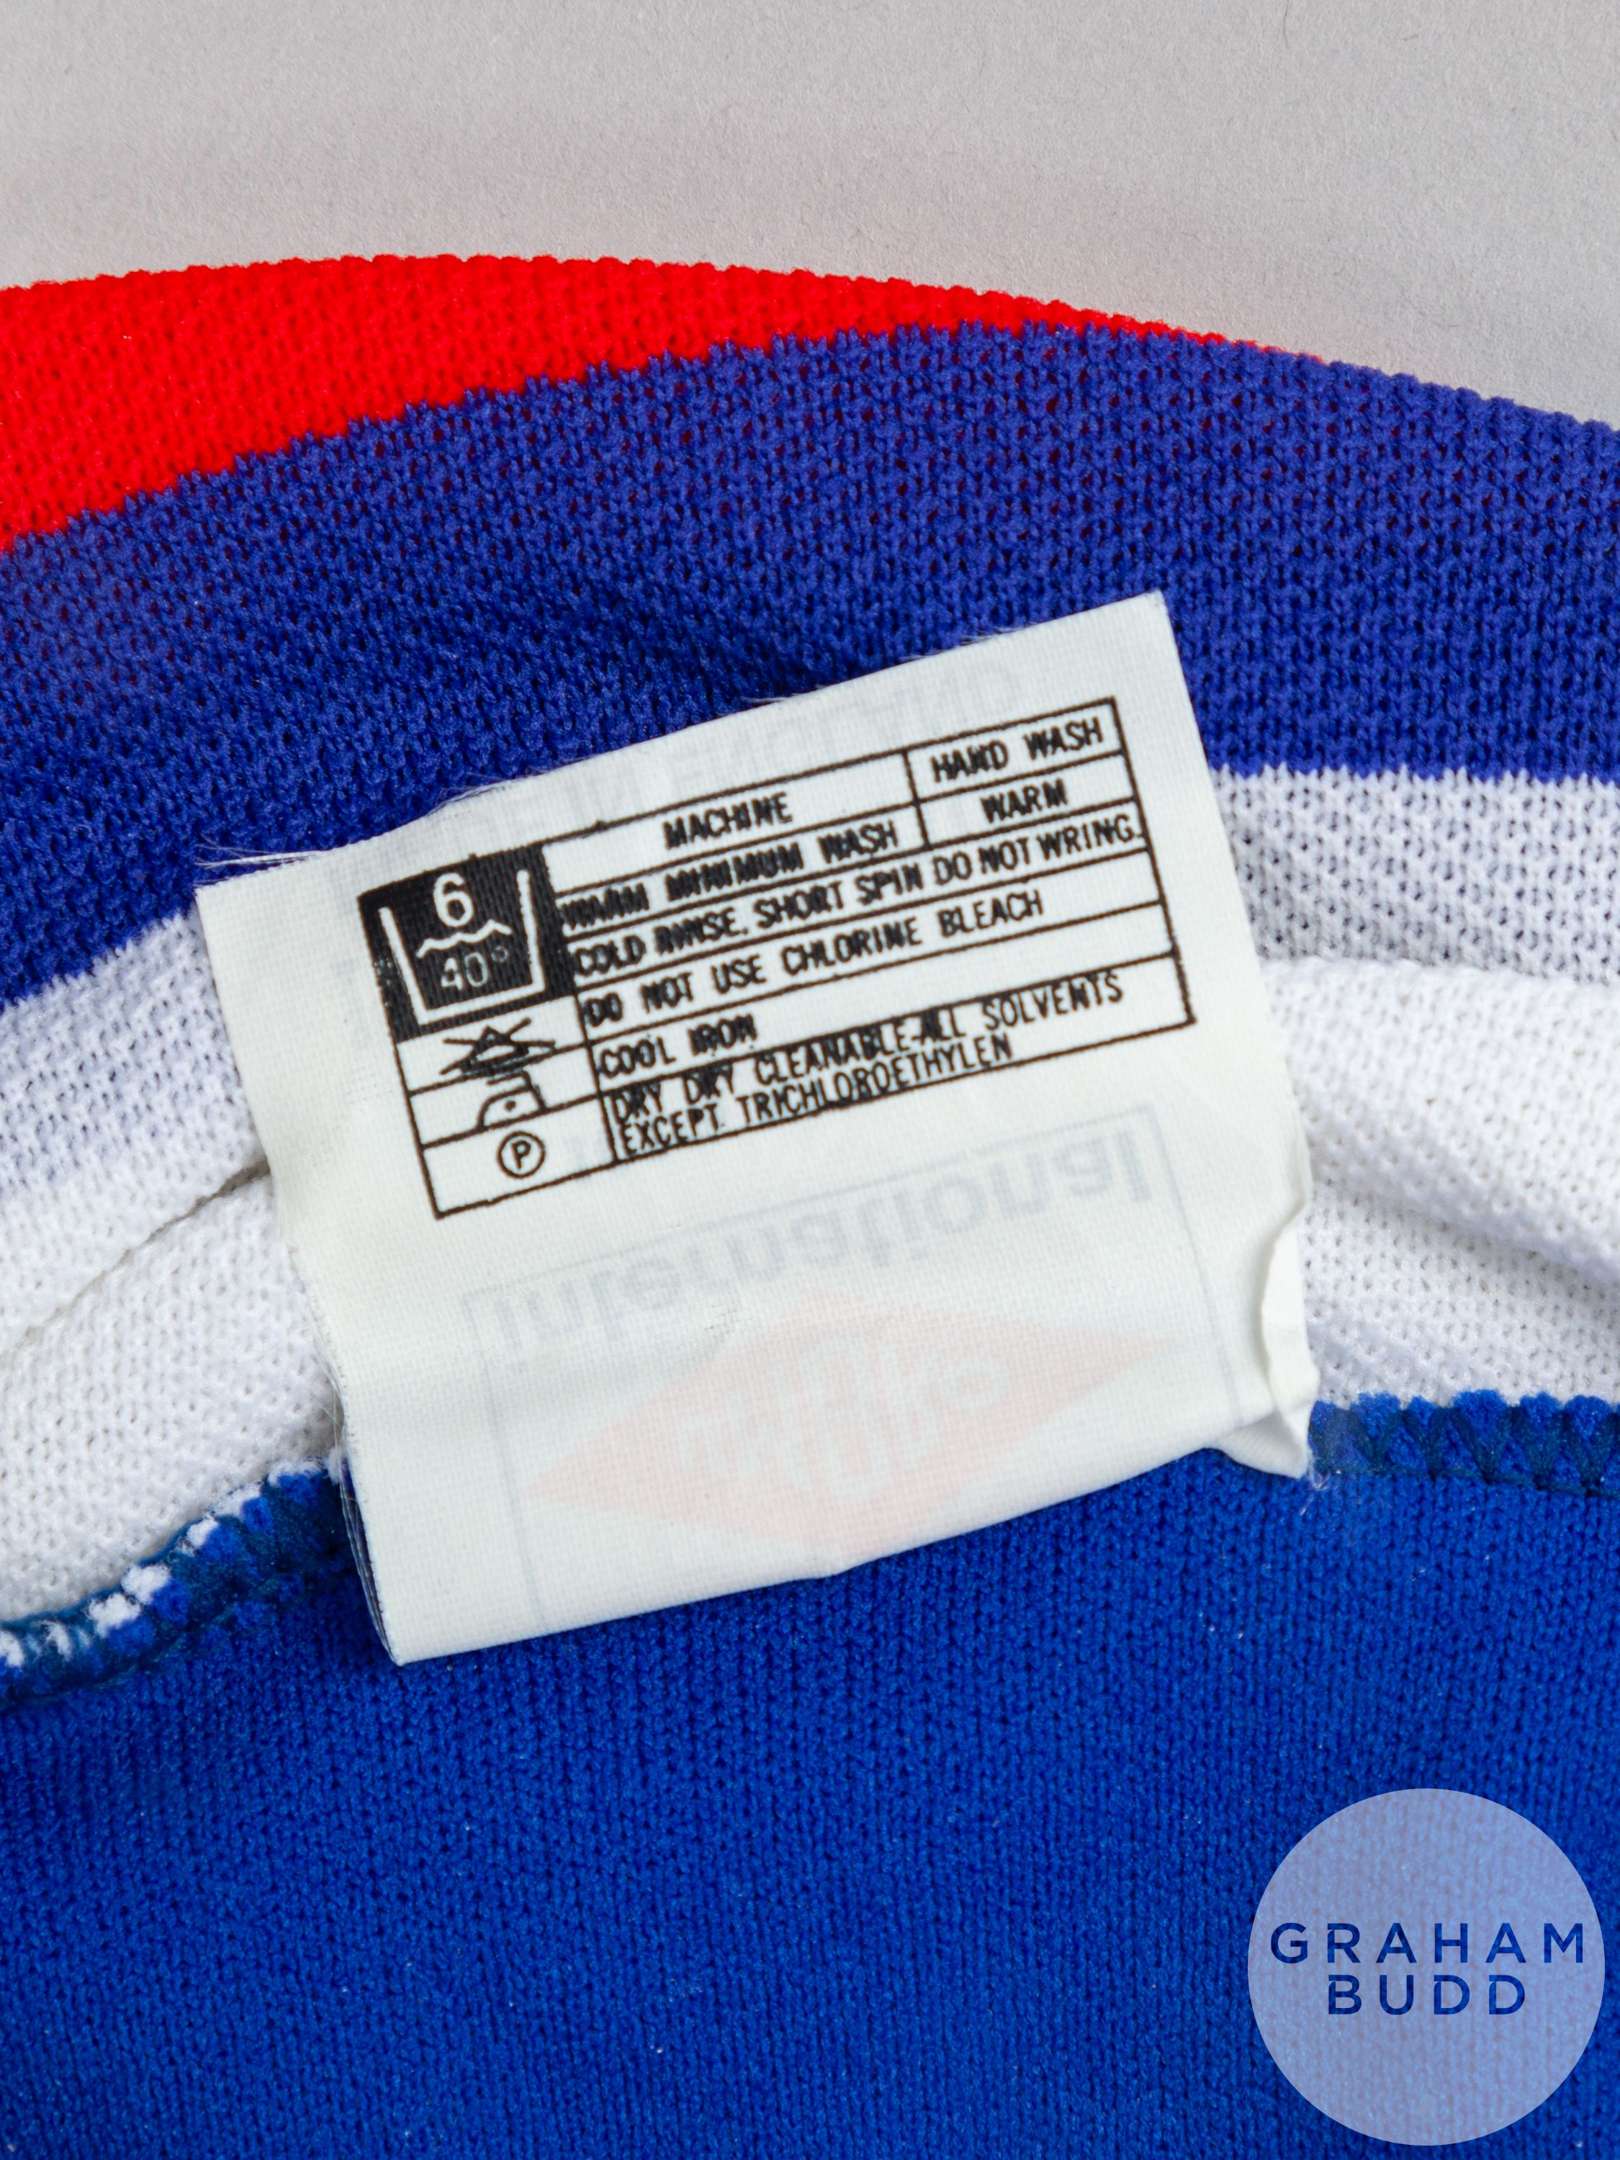 MACHINE HAND WASH
WARM MINIMUM WASH WARM
COLD RINSE. SHORT SPIN DO NOT WRING.
DO NOT USE CHLORINE BLEACH
COOL IRON
DRY DRY CLEANABLE-ALL SOLVENTS
EXCEPT TRICHLOROETHYLEN
6
40°
P
International
GRAHAM
BUDD